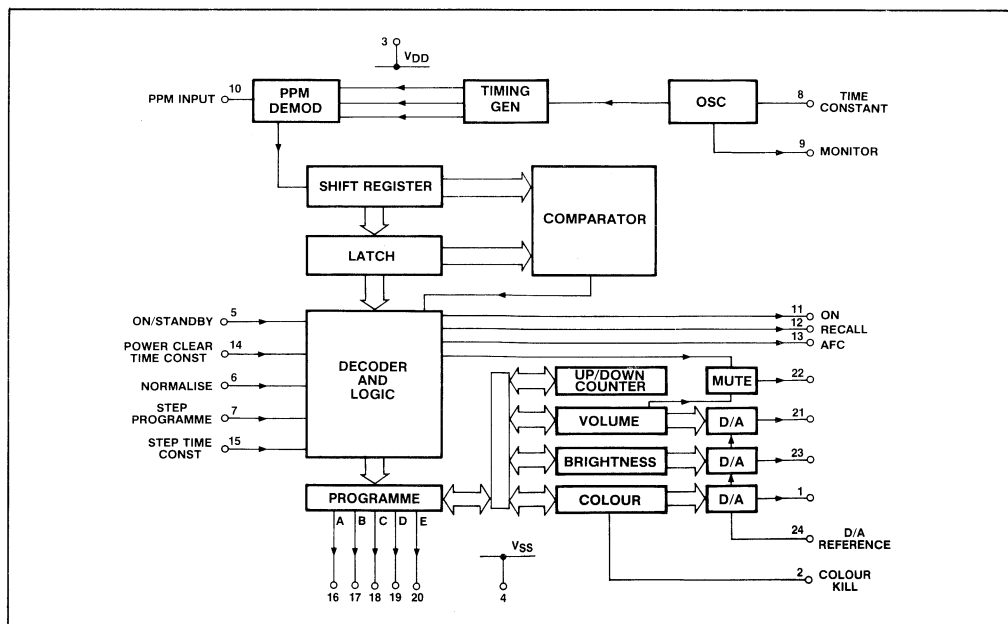 3
VDD
10
PPM INPUT
PPM
DEMOD
TIMING
GEN
OSC
8
TIME
CONSTANT
9
MONITOR
SHIFT REGISTER
COMPARATOR
LATCH
ON/STANDBY
5
POWER CLEAR
TIME CONST
14
NORMALISE
6
STEP
PROGRAMME
7
STEP TIME
CONST
15
DECODER
AND
LOGIC
11
ON
12
RECALL
13
AFC
UP/DOWN
COUNTER
MUTE
22
VOLUME
D/A
21
BRIGHTNESS
D/A
23
COLOUR
D/A
1
PROGRAMME
A B C D E
16 17 18 19 20
VSS
4
24
D/A
REFERENCE
2
COLOUR
KILL